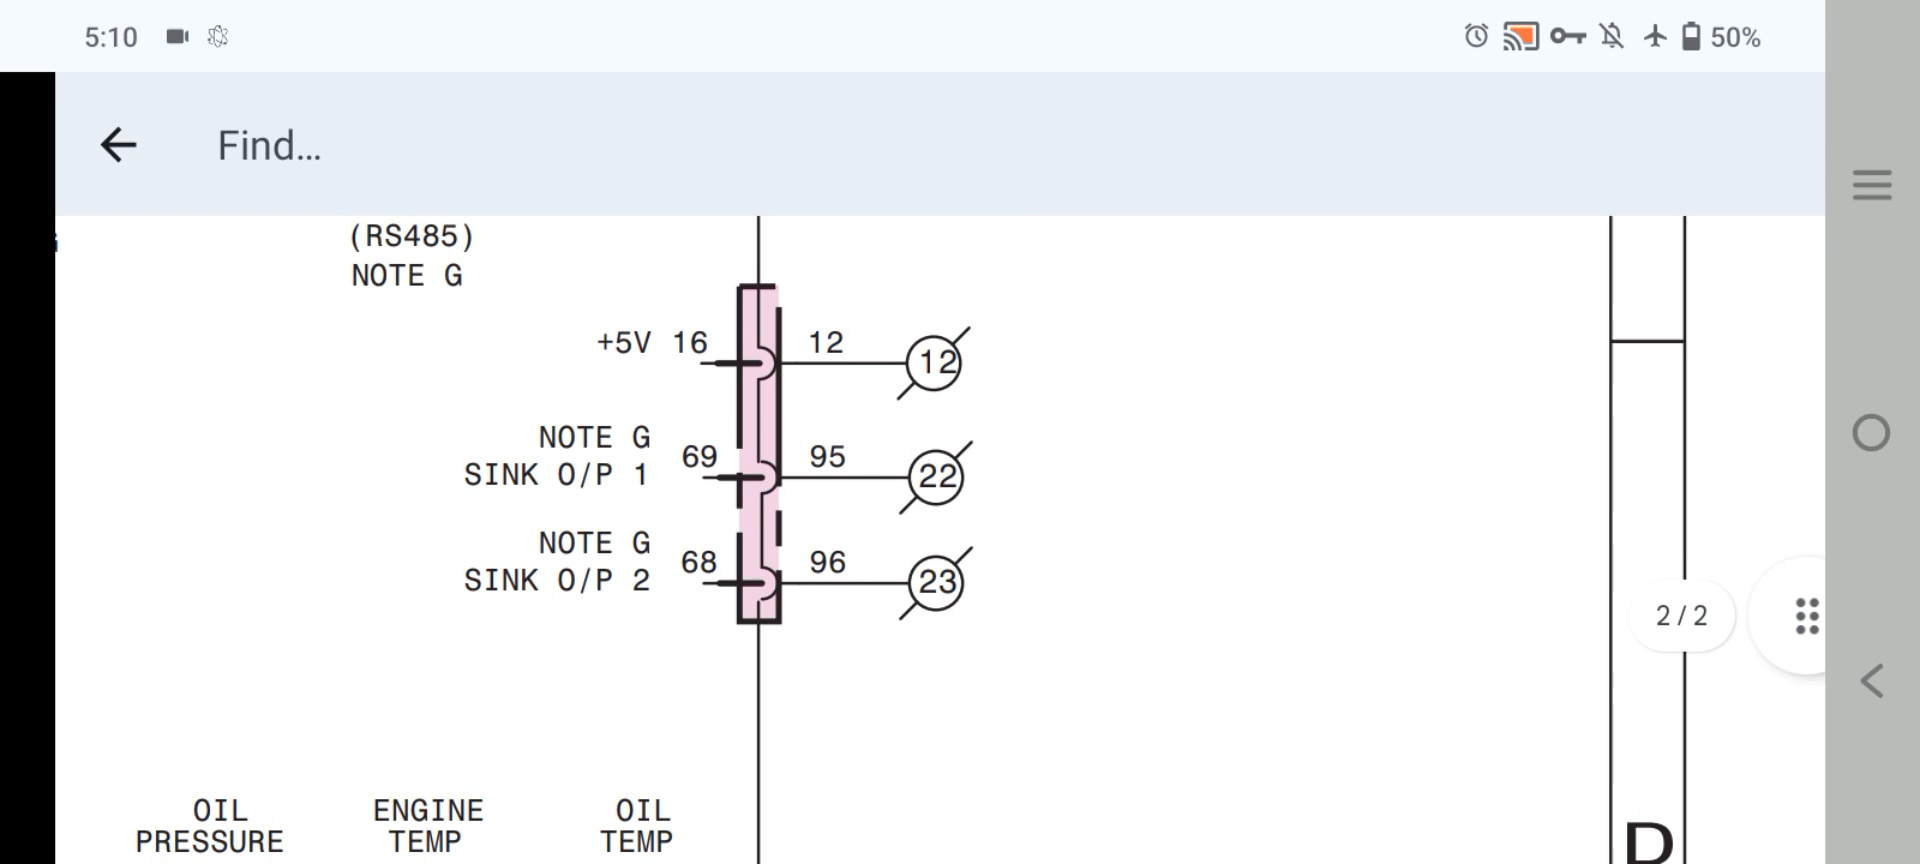 5:10
50%
Find...
(RS485)
NOTE G
+5V 16 12 12
NOTE G
SINK O/P 1 69 95 22
NOTE G
SINK O/P 2 68 96 23
2 / 2
OIL PRESSURE
ENGINE TEMP
OIL TEMP
D